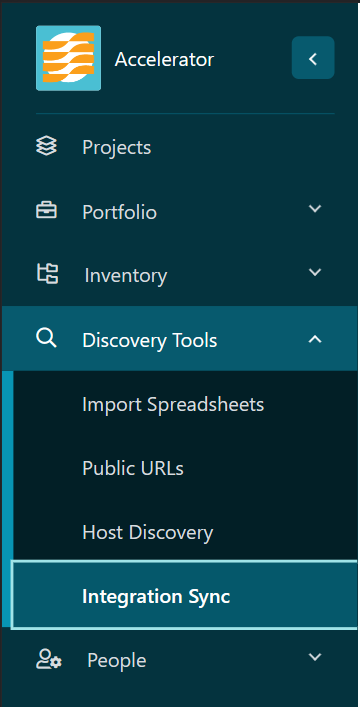 Accelerator
Projects
Portfolio
Inventory
Discovery Tools
Import Spreadsheets
Public URLs
Host Discovery
Integration Sync
People